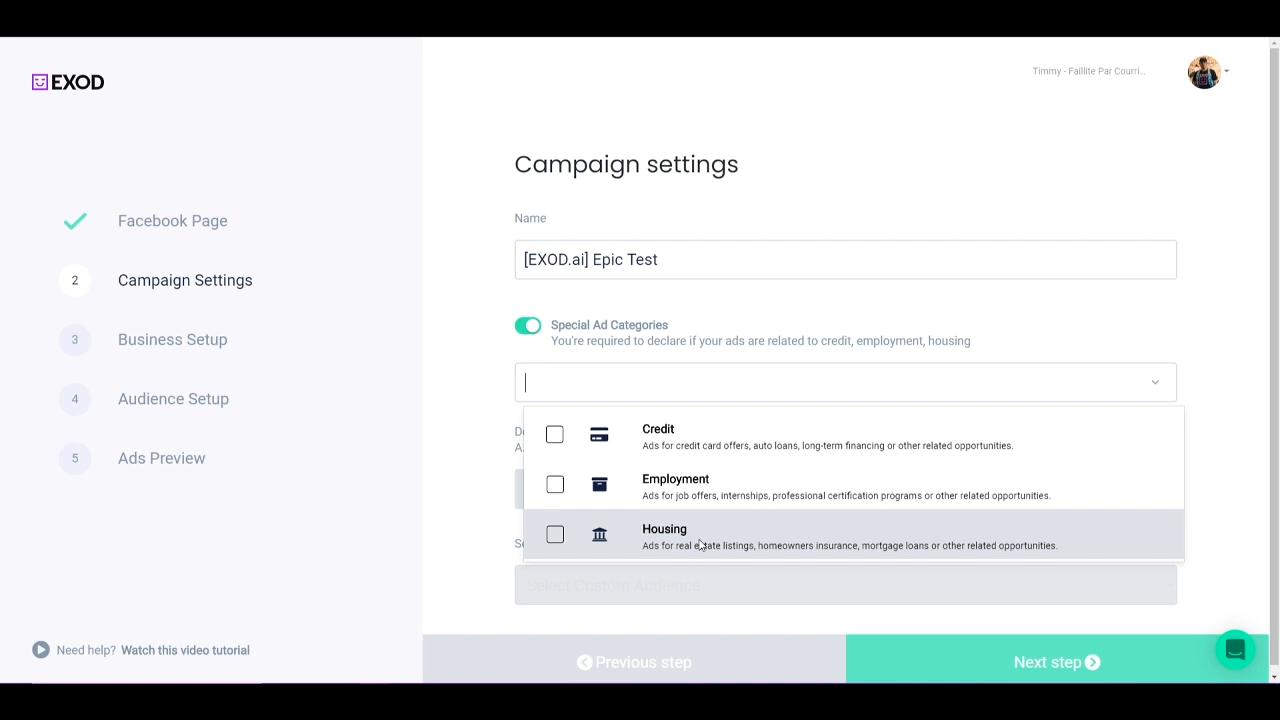 EXOD
Timmy - Faillite Par Courri...
Campaign settings
Name
[EXOD.ai] Epic Test
Facebook Page
2 Campaign Settings
3 Business Setup
4 Audience Setup
5 Ads Preview
Special Ad Categories
You're required to declare if your ads are related to credit, employment, housing
Credit
Ads for credit card offers, auto loans, long-term financing or other related opportunities.
Employment
Ads for job offers, internships, professional certification programs or other related opportunities.
Housing
Ads for real estate listings, homeowners insurance, mortgage loans or other related opportunities.
Select Custom Audience
Need help? Watch this video tutorial
Previous step
Next step